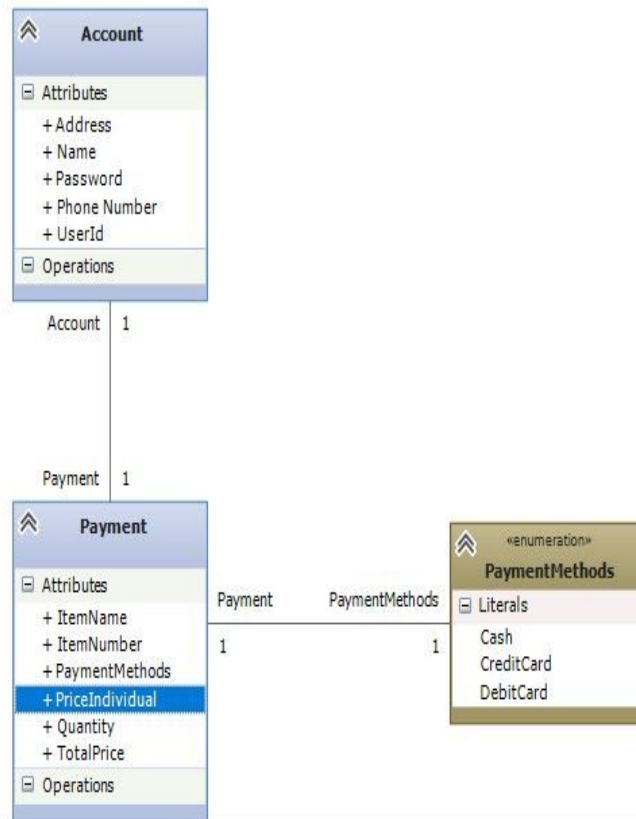 Account
Attributes
+ Address
+ Name
+ Password
+ Phone Number
+ UserId
Operations
Account 1
Payment 1
Payment
Attributes
+ ItemName
+ ItemNumber
+ PaymentMethods
+ PriceIndividual
+ Quantity
+ TotalPrice
Operations
Payment PaymentMethods
1 1
«enumeration»
PaymentMethods
Literals
Cash
CreditCard
DebitCard